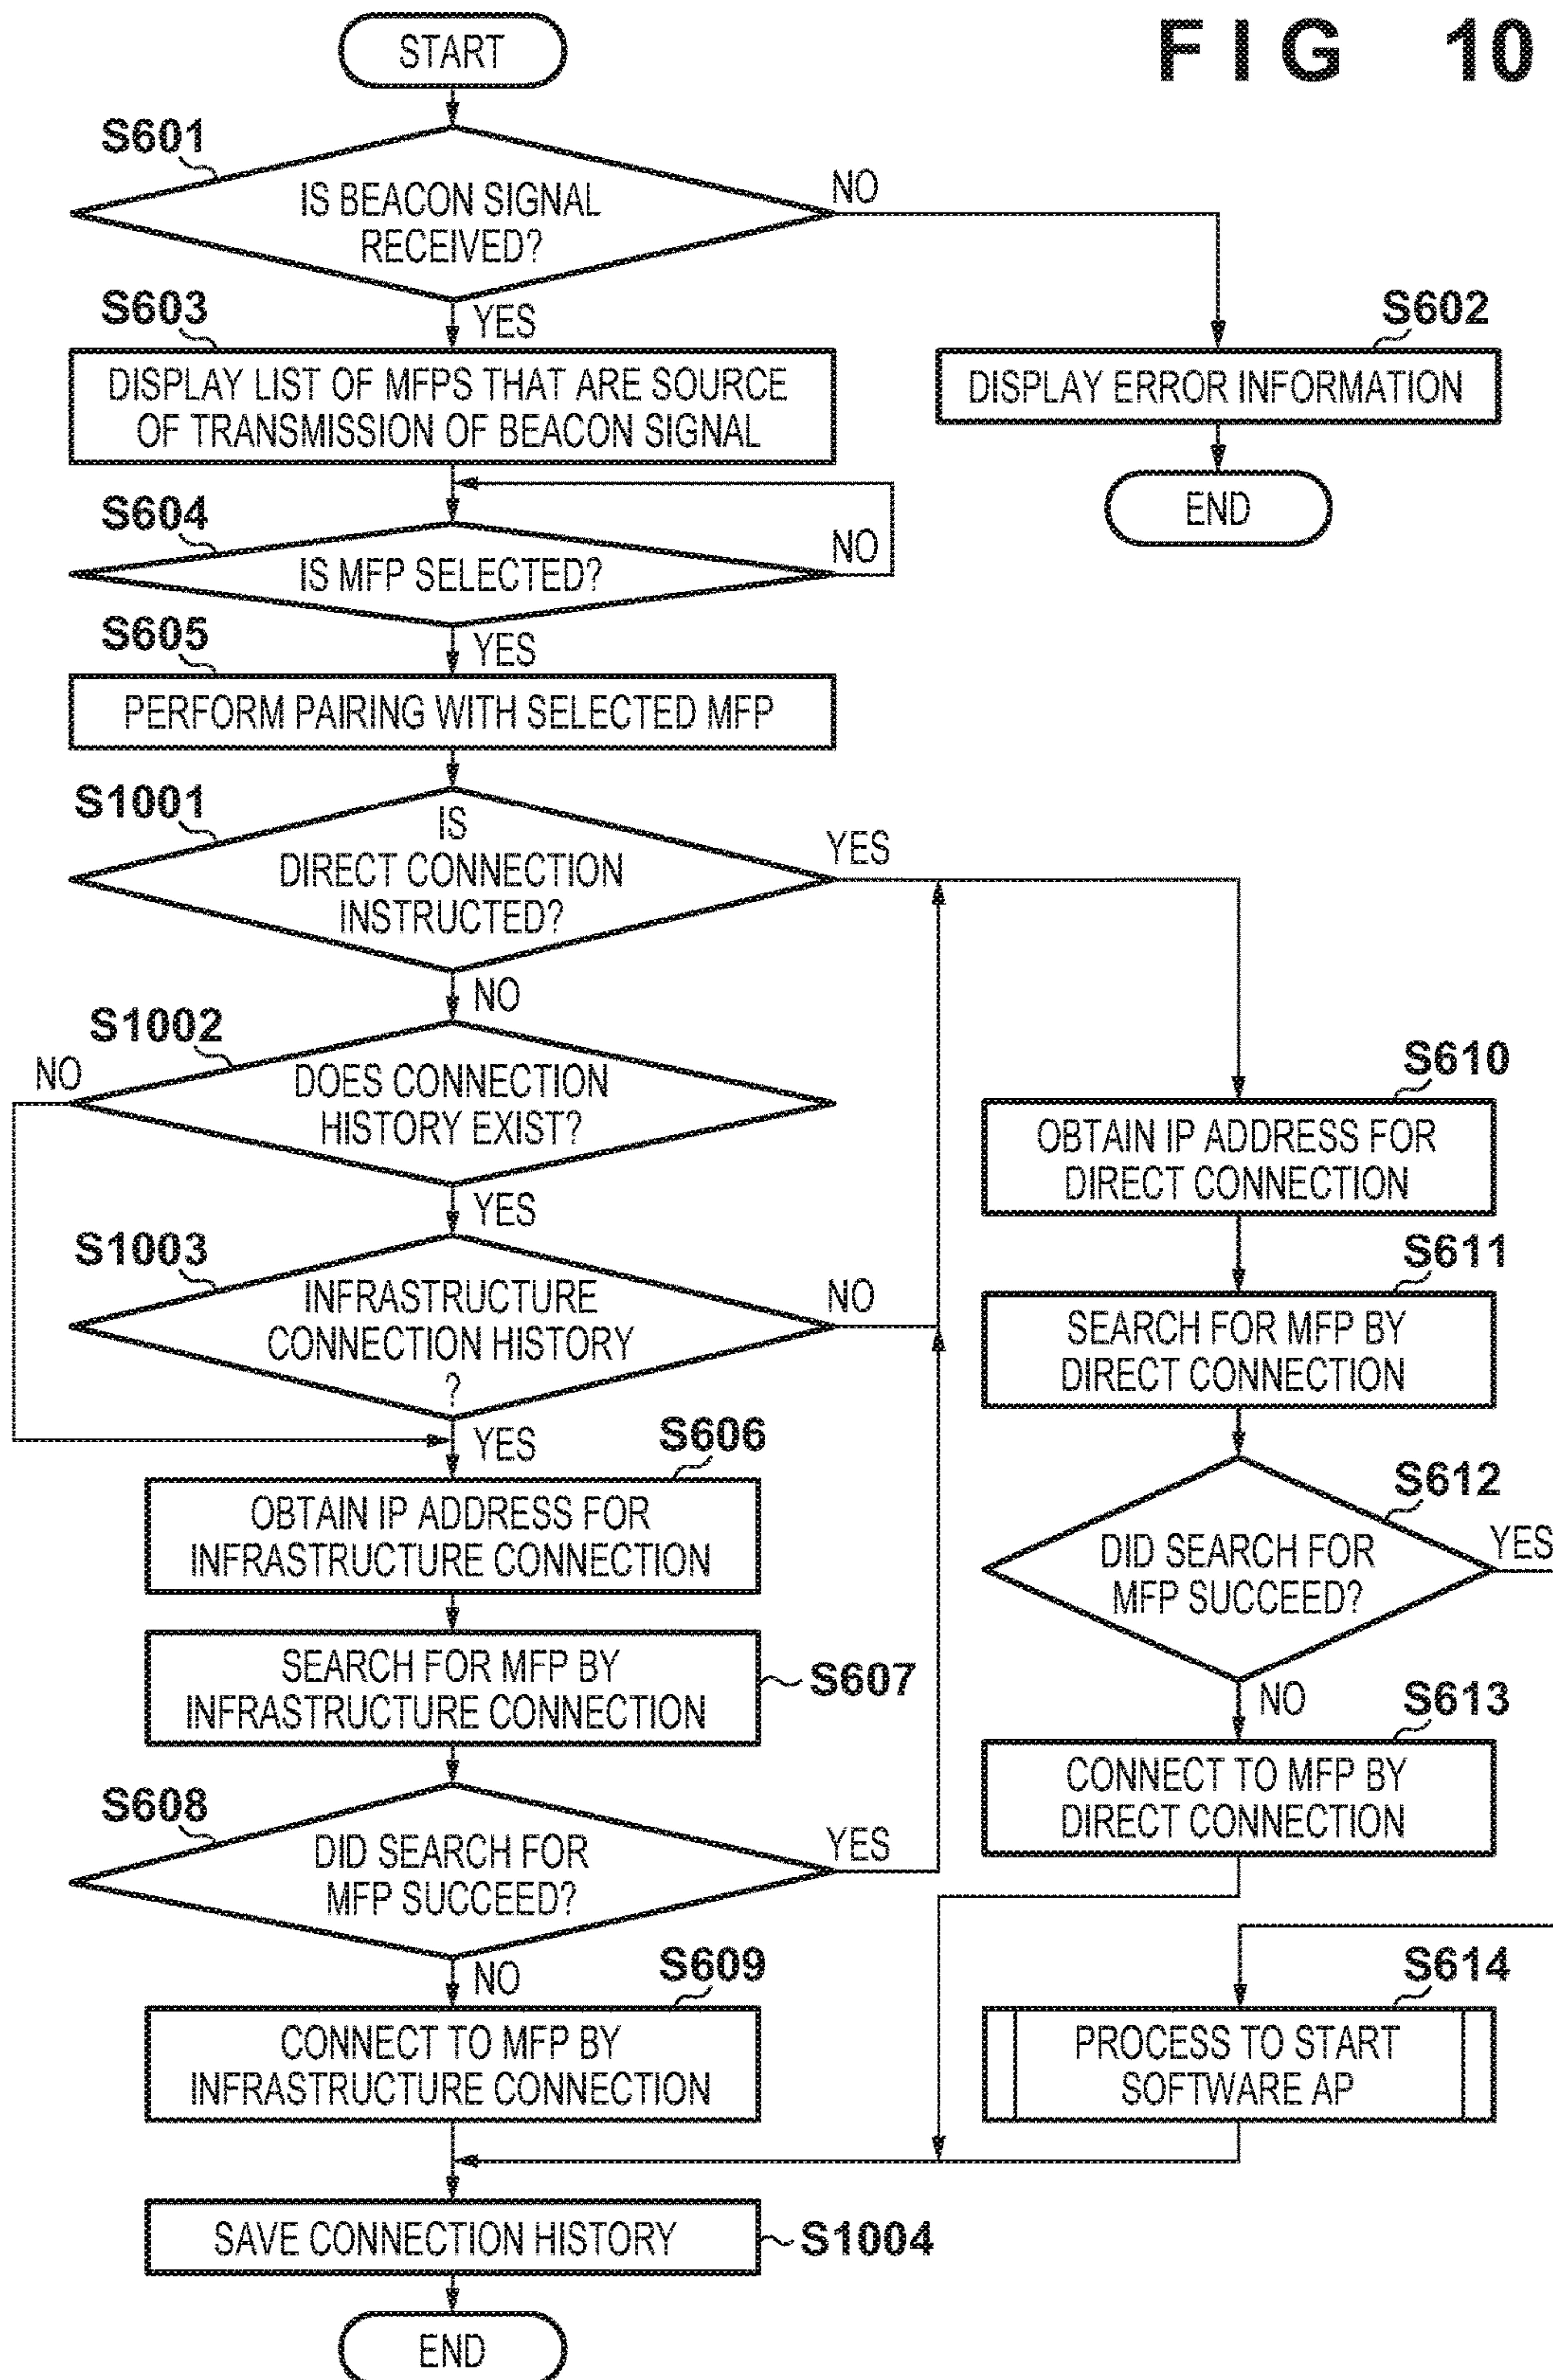 FIG 10
START
S601
IS BEACON SIGNAL
RECEIVED?
NO
YES
S603
DISPLAY LIST OF MFPS THAT ARE SOURCE
OF TRANSMISSION OF BEACON SIGNAL
S602
DISPLAY ERROR INFORMATION
END
S604
IS MFP SELECTED?
NO
YES
S605
PERFORM PAIRING WITH SELECTED MFP
S1001
IS
DIRECT CONNECTION
INSTRUCTED?
YES
NO
S1002
DOES CONNECTION
HISTORY EXIST?
NO
YES
S1003
INFRASTRUCTURE
CONNECTION HISTORY
?
NO
YES
S606
OBTAIN IP ADDRESS FOR
INFRASTRUCTURE CONNECTION
SEARCH FOR MFP BY
INFRASTRUCTURE CONNECTION
S607
S608
DID SEARCH FOR
MFP SUCCEED?
YES
NO
S609
CONNECT TO MFP BY
INFRASTRUCTURE CONNECTION
S610
OBTAIN IP ADDRESS FOR
DIRECT CONNECTION
S611
SEARCH FOR MFP BY
DIRECT CONNECTION
S612
DID SEARCH FOR
MFP SUCCEED?
YES
NO
S613
CONNECT TO MFP BY
DIRECT CONNECTION
S614
PROCESS TO START
SOFTWARE AP
SAVE CONNECTION HISTORY
S1004
END